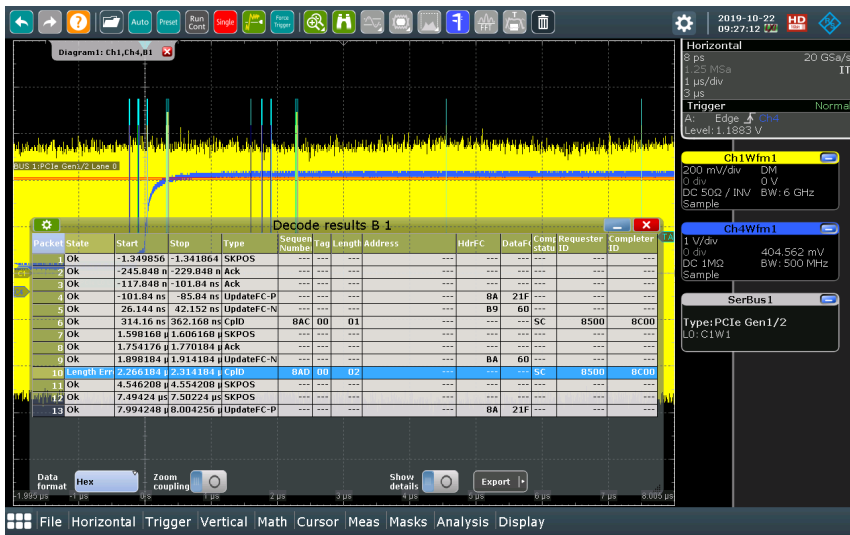 Auto Preset Run Cont Single Force Trigger FFT 2019-10-22 09:27:12 HD
Diagram1: Ch1,Ch4,B1
Horizontal
8 ps 20 GSa/s
1.25 MSa IT
1 µs/div
3 µs
Trigger Normal
A: Edge Ch4
Level: 1.1883 V
Ch1Wfm1
200 mV/div DM
0 div 0 V
DC 50Ω / INV BW: 6 GHz
Sample
Ch4Wfm1
1 V/div
0 div 404.562 mV
DC 1MΩ BW: 500 MHz
Sample
SerBus1
Type:PCIe Gen1/2
L0: C1W1
BUS 1:PCIe Gen1/2 Lane 0
Decode results B 1
Packet State Start Stop Type Sequen Number Tag Length Address HdrFC DataF Comp statu Requester ID Completer ID
1 Ok -1.349856 -1.341864 SKPOS --- --- --- --- --- --- --- --- ---
2 Ok -245.848 n -229.848 n Ack --- --- --- --- --- --- --- --- ---
3 Ok -117.848 n -101.84 ns Ack --- --- --- --- --- --- --- --- ---
4 Ok -101.84 ns -85.84 ns UpdateFC-P --- --- --- --- 8A 21F --- --- ---
5 Ok 26.144 ns 42.152 ns UpdateFC-N --- --- --- --- B9 60 --- --- ---
6 Ok 314.16 ns 362.168 ns CplD 8AC 00 01 --- --- --- SC 8500 8C00
7 Ok 1.598168 µ 1.606168 µ SKPOS --- --- --- --- --- --- --- --- ---
8 Ok 1.754176 µ 1.770184 µ Ack --- --- --- --- --- --- --- --- ---
9 Ok 1.898184 µ 1.914184 µ UpdateFC-N --- --- --- --- BA 60 --- --- ---
10 Length Err 2.266184 µ 2.314184 µ CplD 8AD 00 02 --- --- --- SC 8500 8C00
11 Ok 4.546208 µ 4.554208 µ SKPOS --- --- --- --- --- --- --- --- ---
12 Ok 7.49424 µs 7.50224 µs SKPOS --- --- --- --- --- --- --- --- ---
13 Ok 7.994248 µ 8.004256 µ UpdateFC-P --- --- --- --- 8A 21F --- --- ---
Data format Hex Zoom coupling Show details Export
-1.995 µs -1 µs 0 s 1 µs 2 µs 3 µs 4 µs 5 µs 6 µs 7 µs 8.005 µs
File Horizontal Trigger Vertical Math Cursor Meas Masks Analysis Display